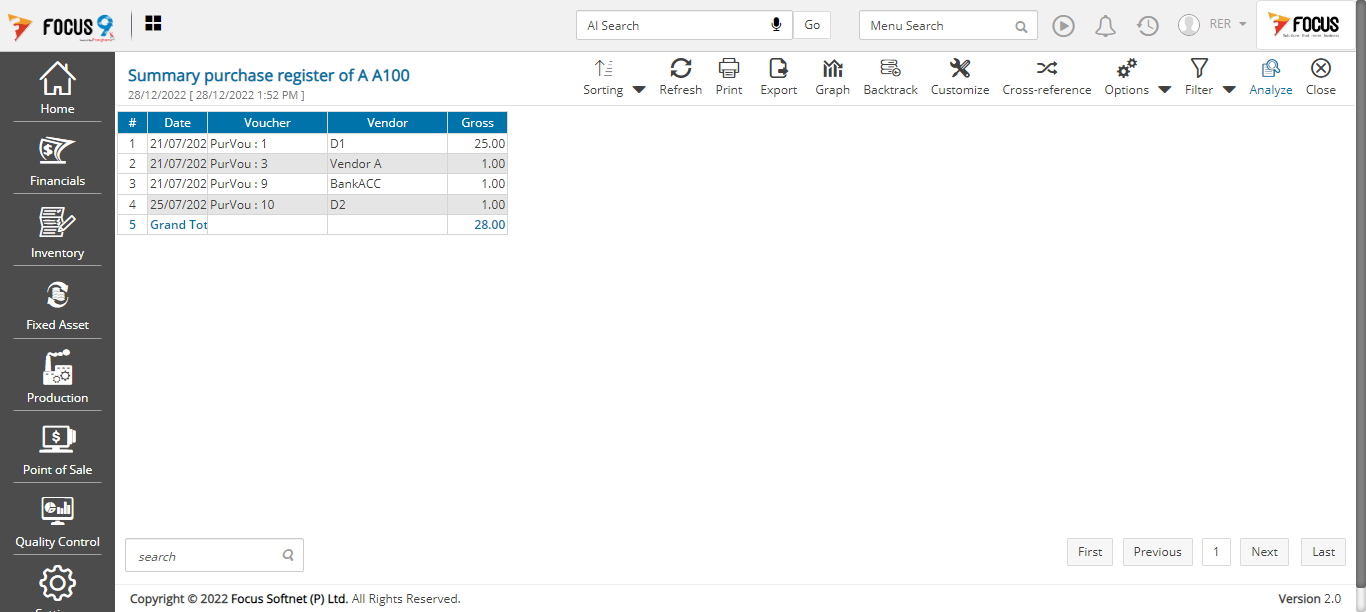 FOCUS 9
AI Search
Go
Menu Search
RER
FOCUS
Home
Financials
Inventory
Fixed Asset
Production
Point of Sale
Quality Control
Summary purchase register of A A100
28/12/2022 [ 28/12/2022 1:52 PM ]
Sorting Refresh Print Export Graph Backtrack Customize Cross-reference Options Filter Analyze Close
# Date Voucher Vendor Gross
1 21/07/202 PurVou : 1 D1 25.00
2 21/07/202 PurVou : 3 Vendor A 1.00
3 21/07/202 PurVou : 9 BankACC 1.00
4 25/07/202 PurVou : 10 D2 1.00
5 Grand Tot 28.00
search
First Previous 1 Next Last
Copyright © 2022 Focus Softnet (P) Ltd. All Rights Reserved.
Version 2.0